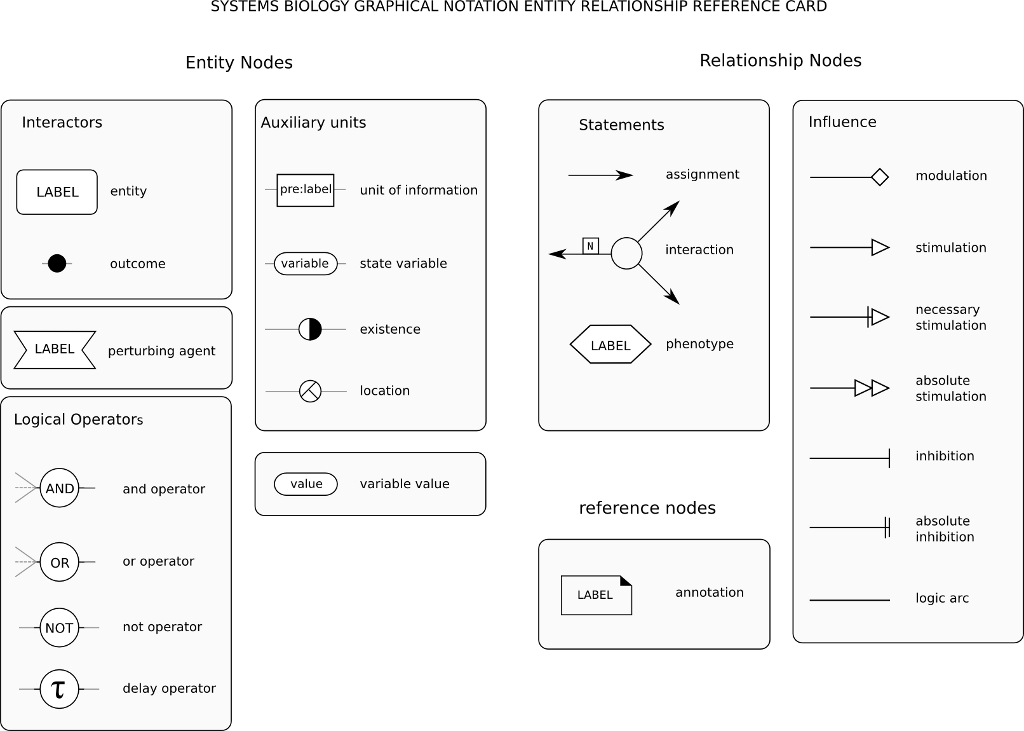 SYSTEMS BIOLOGY GRAPHICAL NOTATION ENTITY RELATIONSHIP REFERENCE CARD
Entity Nodes
Interactors
LABEL entity
outcome
LABEL perturbing agent
Logical Operators
AND and operator
OR or operator
NOT not operator
τ delay operator
Auxiliary units
pre:label unit of information
variable state variable
existence
location
value variable value
Relationship Nodes
Statements
assignment
N interaction
LABEL phenotype
reference nodes
LABEL annotation
Influence
modulation
stimulation
necessary
stimulation
absolute
stimulation
inhibition
absolute
inhibition
logic arc